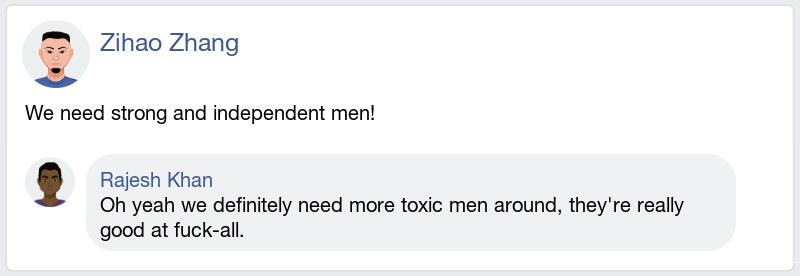 Zihao Zhang
We need strong and independent men!
Rajesh Khan
Oh yeah we definitely need more toxic men around, they're really
good at fuck-all.